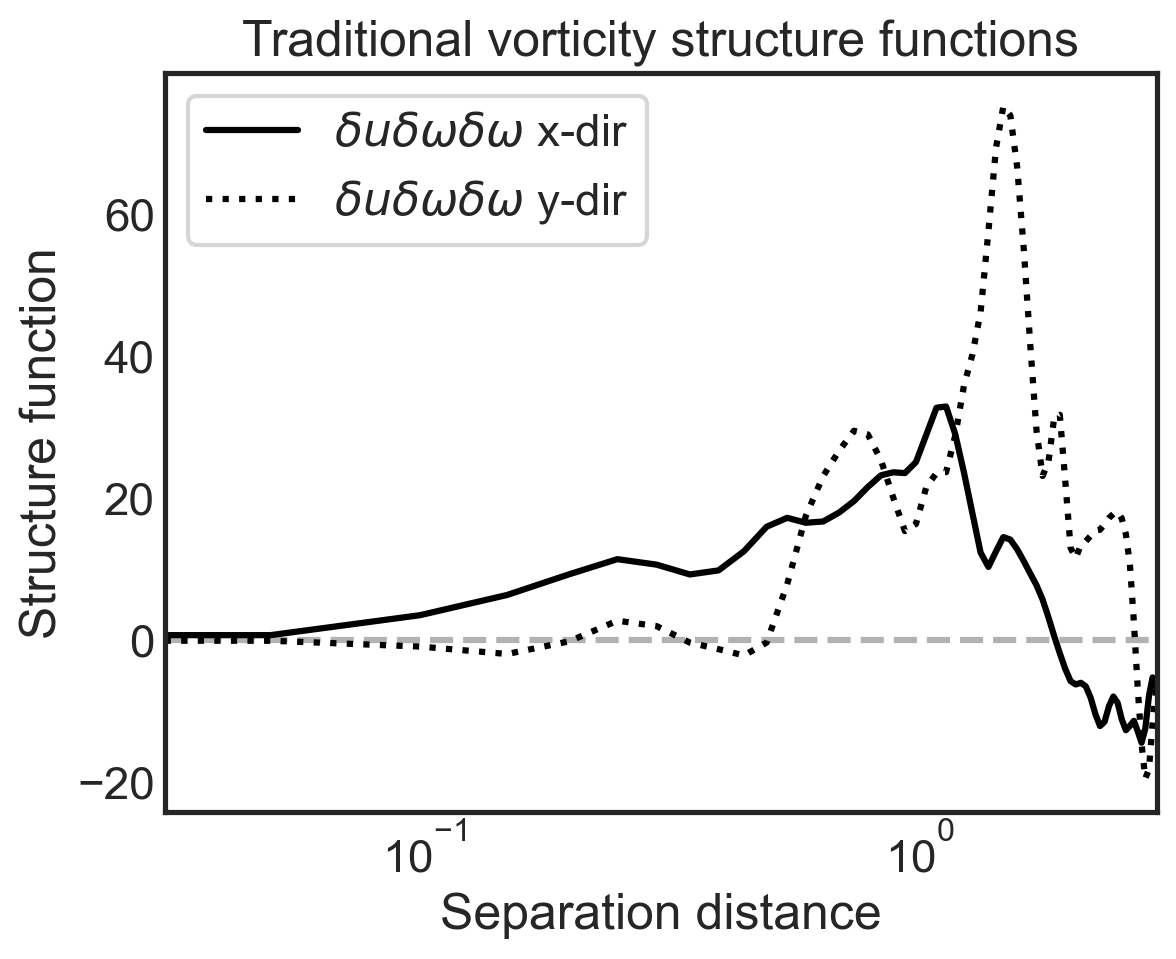 Traditional vorticity structure functions
δuδωδω x-dir
δuδωδω y-dir
Structure function
60
40
20
0
−20
10⁻¹
10⁰
Separation distance